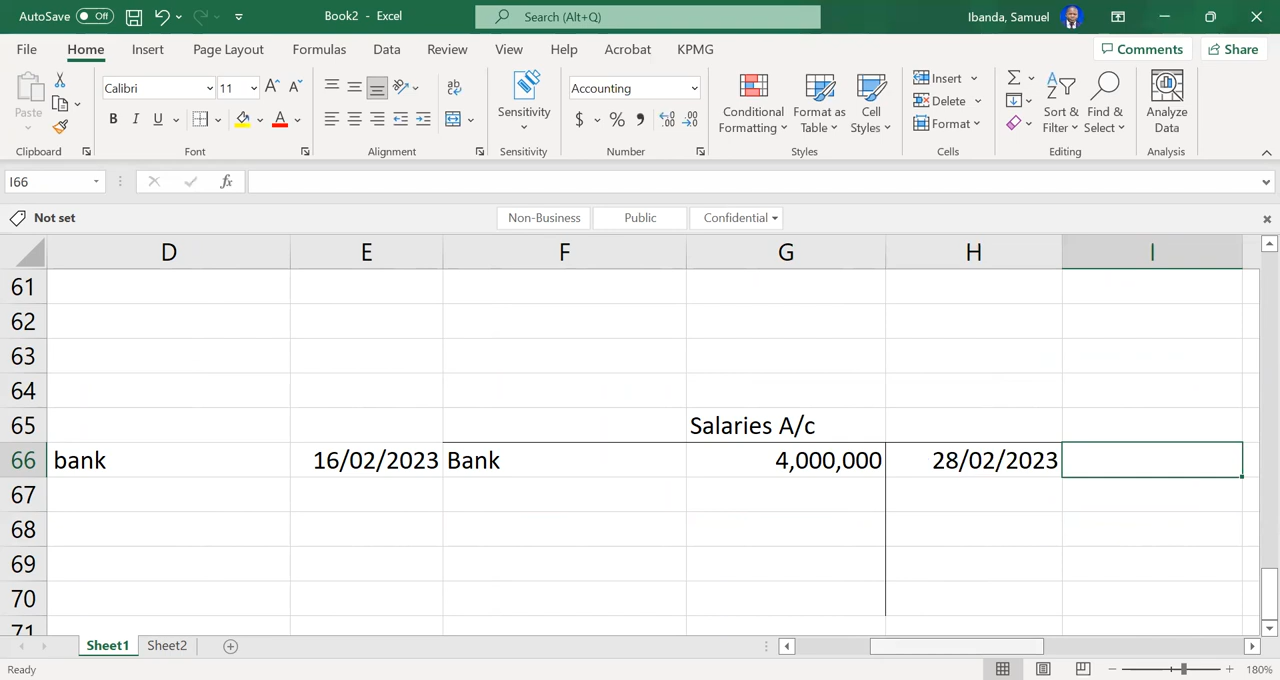 AutoSave Off Book2 - Excel Search (Alt+Q) Ibanda, Samuel
File Home Insert Page Layout Formulas Data Review View Help Acrobat KPMG Comments Share
Paste Calibri 11 Accounting Sensitivity Conditional Formatting Format as Table Cell Styles Insert Delete Format Sort & Filter Find & Select Analyze Data
Clipboard Font Alignment Sensitivity Number Styles Cells Editing Analysis
I66 fx
Not set Non-Business Public Confidential
D E F G H I
61
62
63
64
65 Salaries A/c
66 bank 16/02/2023 Bank 4,000,000 28/02/2023
67
68
69
70
71
Sheet1 Sheet2
Ready 180%